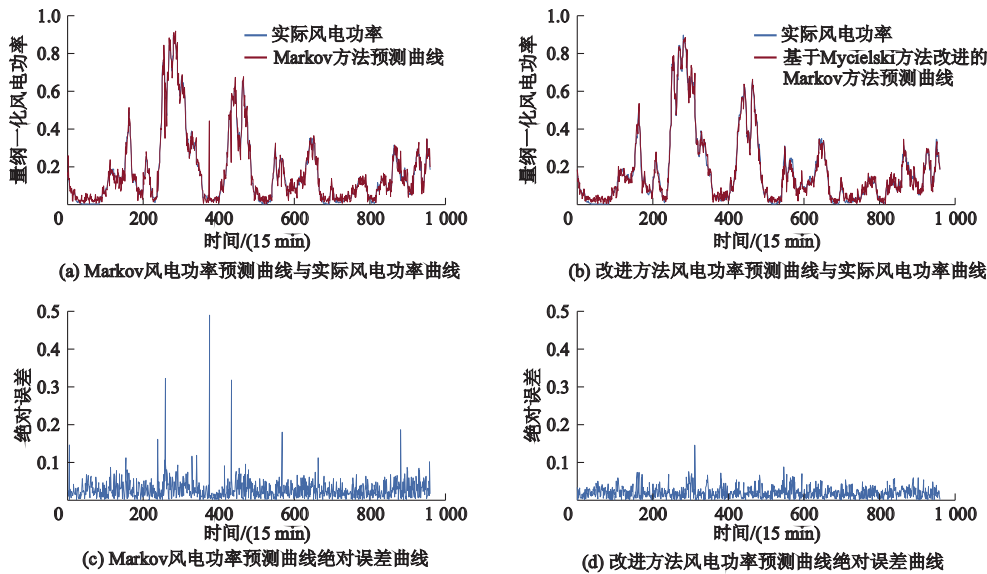 1.0
0.8
0.6
0.4
0.2
0 200 400 600 800 1 000
量纲一化风电功率
实际风电功率
Markov方法预测曲线
时间/(15 min)
(a) Markov风电功率预测曲线与实际风电功率曲线
1.0
0.8
0.6
0.4
0.2
0 200 400 600 800 1 000
量纲一化风电功率
实际风电功率
基于Mycielski方法改进的
Markov方法预测曲线
时间/(15 min)
(b) 改进方法风电功率预测曲线与实际风电功率曲线
0.5
0.4
0.3
0.2
0.1
0 200 400 600 800 1 000
绝对误差
时间/(15 min)
(c) Markov风电功率预测曲线绝对误差曲线
0.5
0.4
0.3
0.2
0.1
0 200 400 600 800 1 000
绝对误差
时间/(15 min)
(d) 改进方法风电功率预测曲线绝对误差曲线